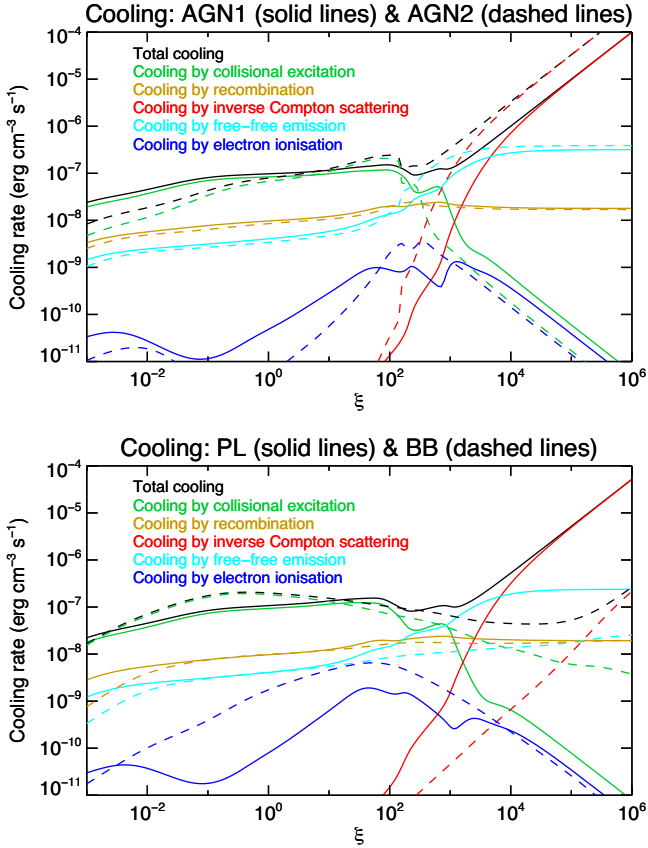 Cooling: AGN1 (solid lines) & AGN2 (dashed lines)
10⁻⁴
Total cooling
Cooling by collisional excitation
Cooling by recombination
Cooling by inverse Compton scattering
Cooling by free−free emission
Cooling by electron ionisation
10⁻⁵
10⁻⁶
10⁻⁷
10⁻⁸
10⁻⁹
10⁻¹⁰
10⁻¹¹
Cooling rate (erg cm⁻³ s⁻¹)
10⁻² 10⁰ 10² 10⁴ 10⁶
ξ
Cooling: PL (solid lines) & BB (dashed lines)
10⁻⁴
Total cooling
Cooling by collisional excitation
Cooling by recombination
Cooling by inverse Compton scattering
Cooling by free−free emission
Cooling by electron ionisation
10⁻⁵
10⁻⁶
10⁻⁷
10⁻⁸
10⁻⁹
10⁻¹⁰
10⁻¹¹
Cooling rate (erg cm⁻³ s⁻¹)
10⁻² 10⁰ 10² 10⁴ 10⁶
ξ